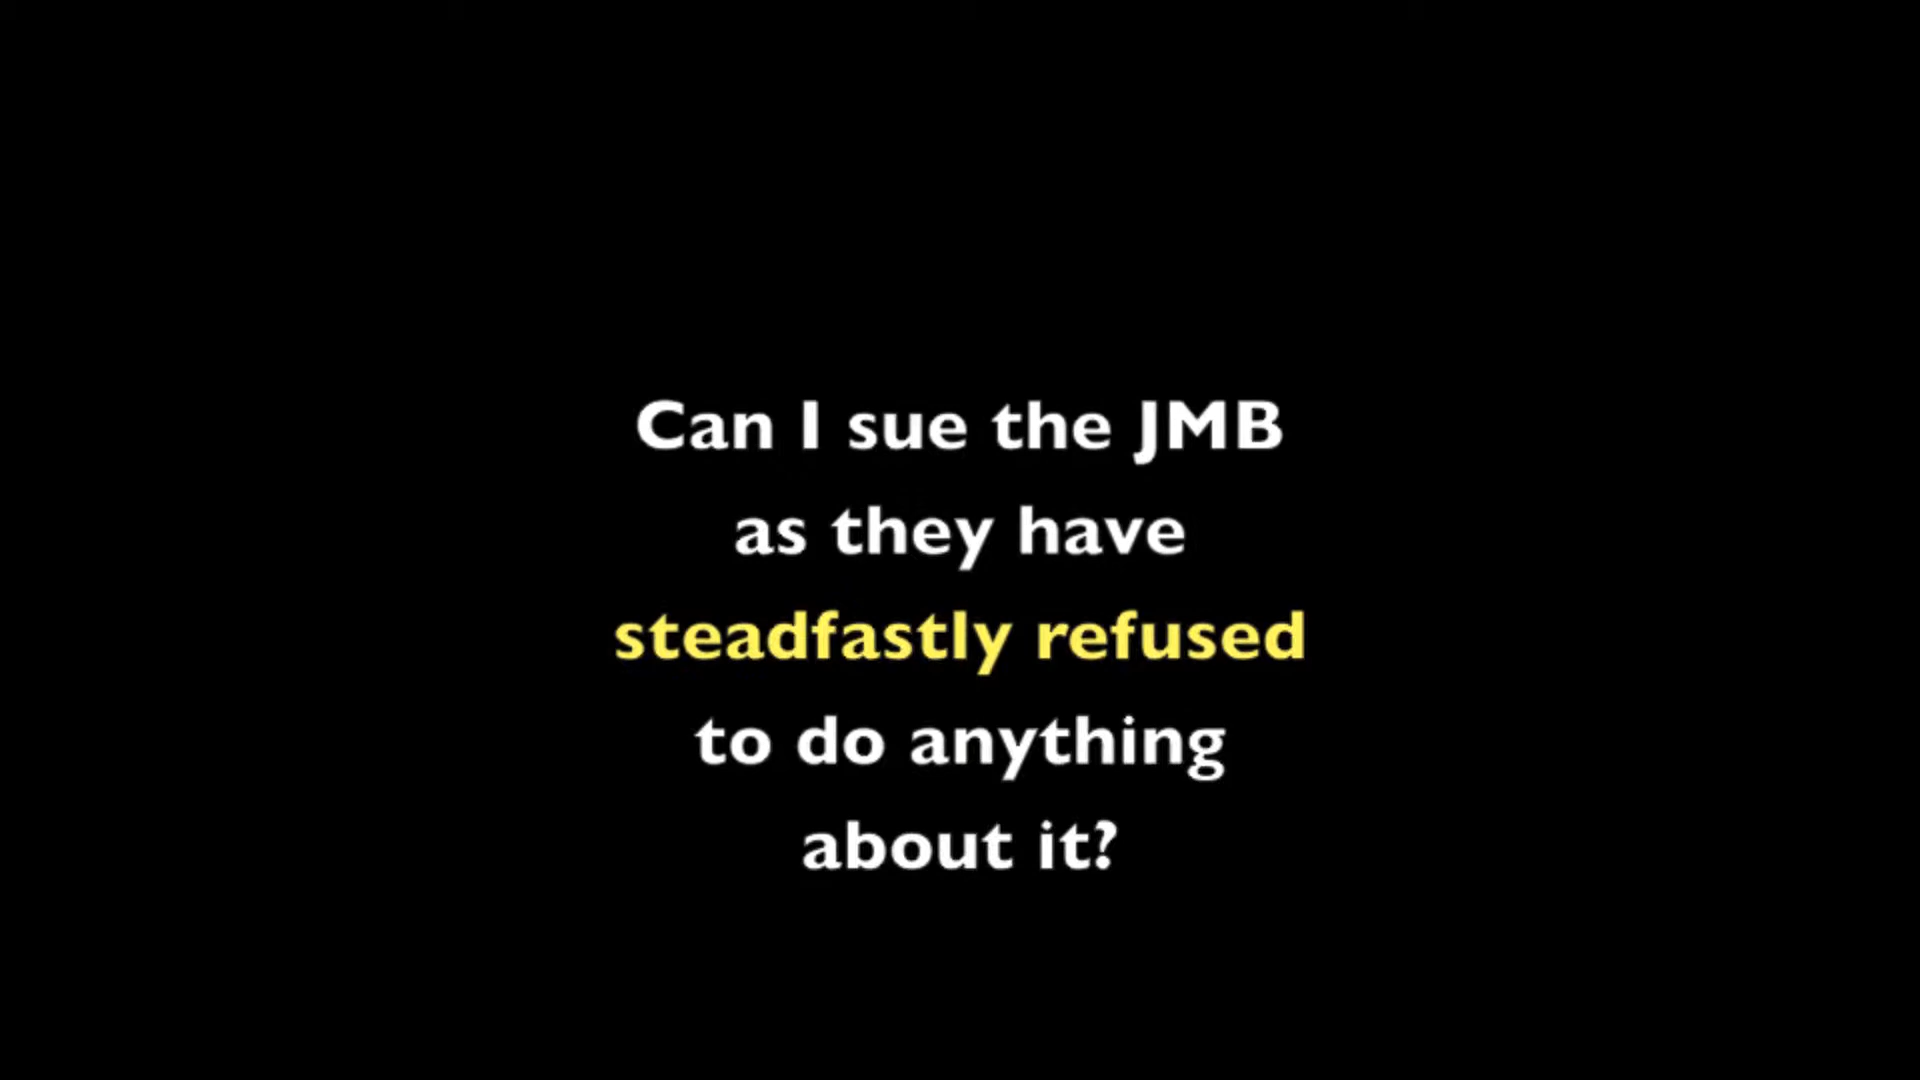 Can I sue the JMB
as they have
steadfastly refused
to do anything
about it?